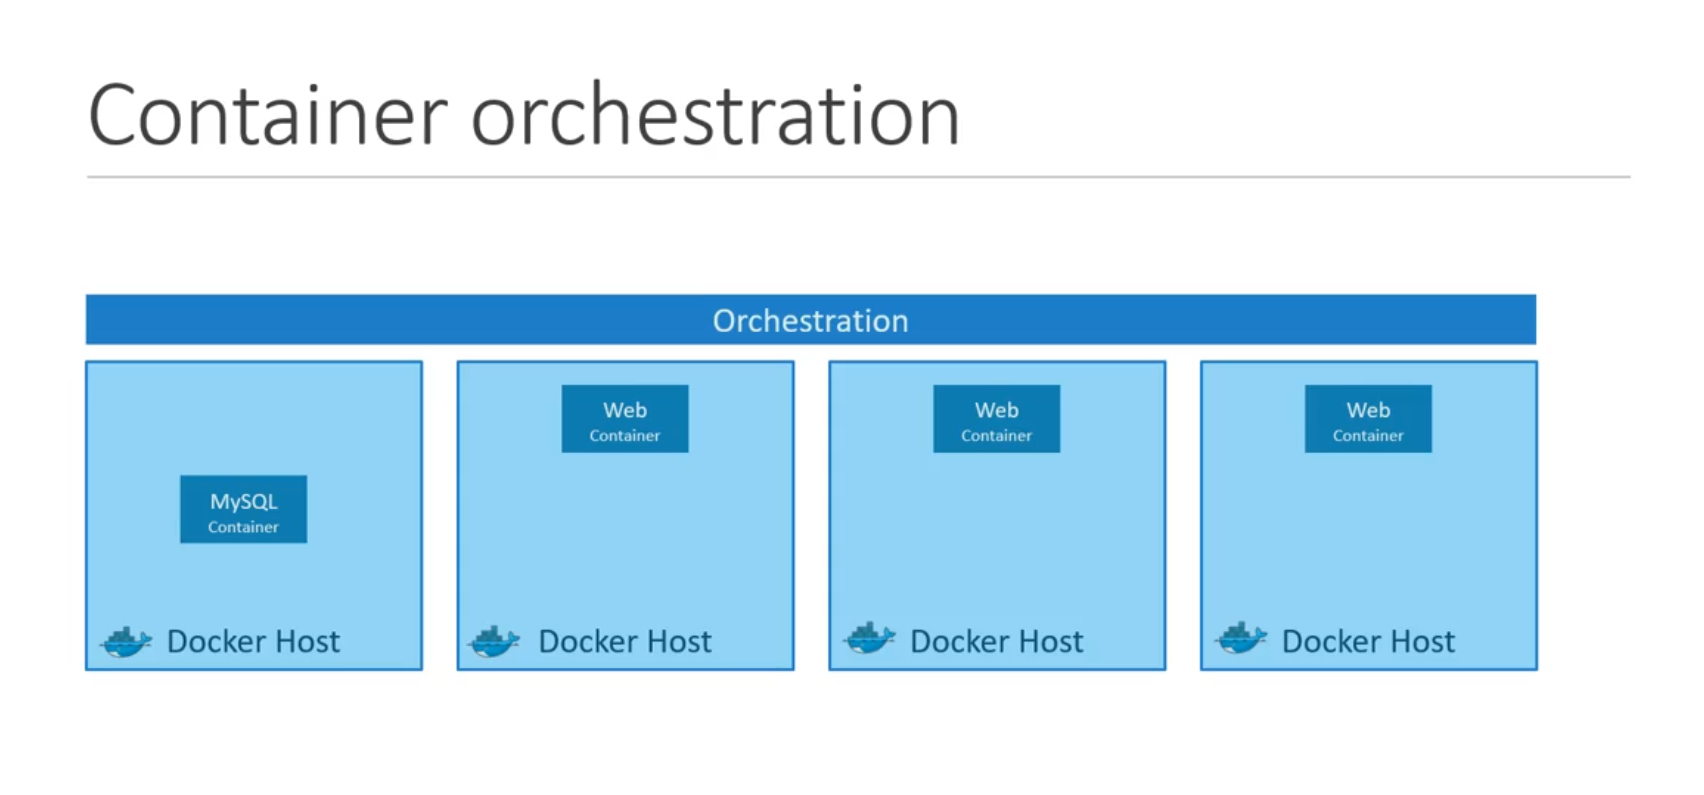 Container orchestration
Orchestration
MySQL
Container
Docker Host
Web
Container
Docker Host
Web
Container
Docker Host
Web
Container
Docker Host